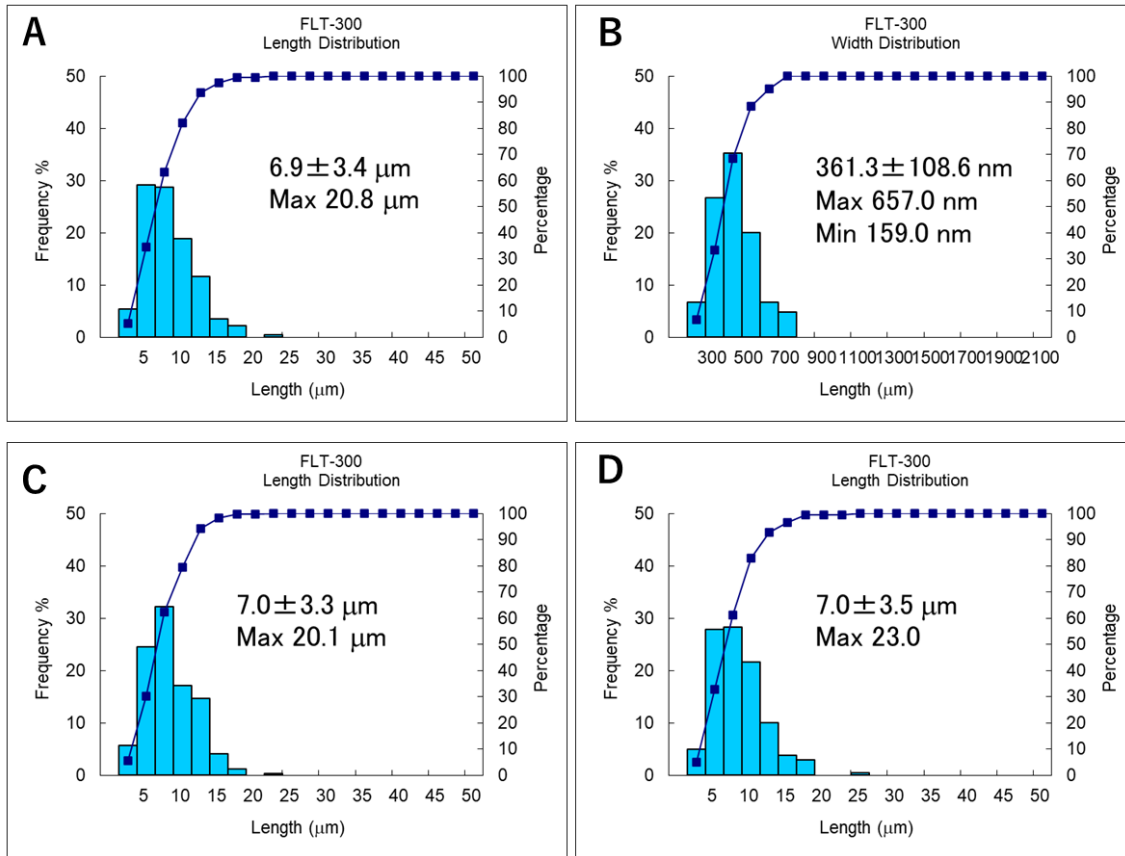 A
FLT-300
Length Distribution
50
40
30
20
10
0
Frequency %
100
90
80
70
60
50
40
30
20
10
0
Percentage
6.9±3.4 μm
Max 20.8 μm
5 10 15 20 25 30 35 40 45 50
Length (μm)
B
FLT-300
Width Distribution
50
40
30
20
10
0
Frequency %
100
90
80
70
60
50
40
30
20
10
0
Percentage
361.3±108.6 nm
Max 657.0 nm
Min 159.0 nm
300 500 700 900 1100 1300 1500 1700 1900 2100
Length (μm)
C
FLT-300
Length Distribution
50
40
30
20
10
0
Frequency %
100
90
80
70
60
50
40
30
20
10
0
Percentage
7.0±3.3 μm
Max 20.1 μm
5 10 15 20 25 30 35 40 45 50
Length (μm)
D
FLT-300
Length Distribution
50
40
30
20
10
0
Frequency %
100
90
80
70
60
50
40
30
20
10
0
Percentage
7.0±3.5 μm
Max 23.0
5 10 15 20 25 30 35 40 45 50
Length (μm)